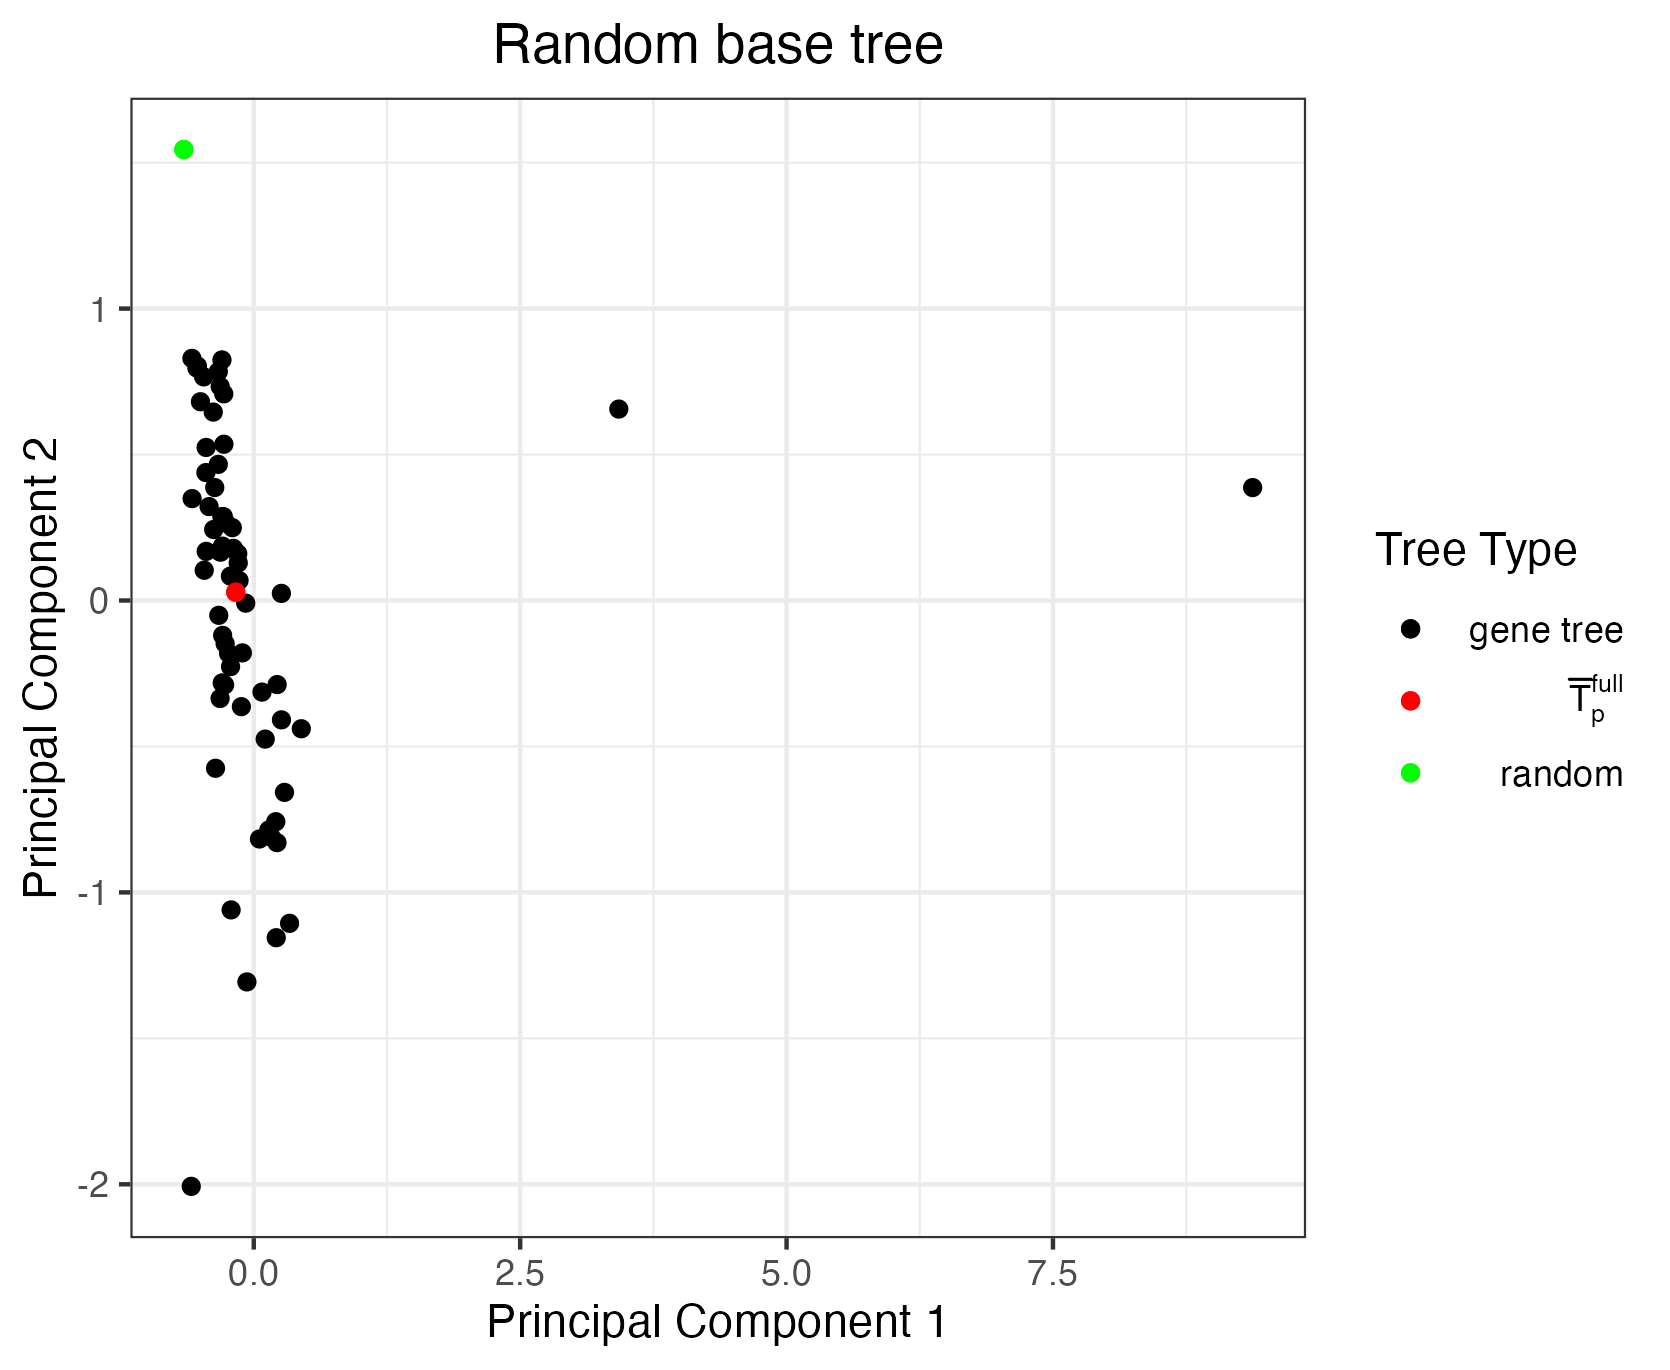 Random base tree
Principal Component 2
1
0
-1
-2
0.0
2.5
5.0
7.5
Principal Component 1
Tree Type
gene tree
T̅ₚ^full
random